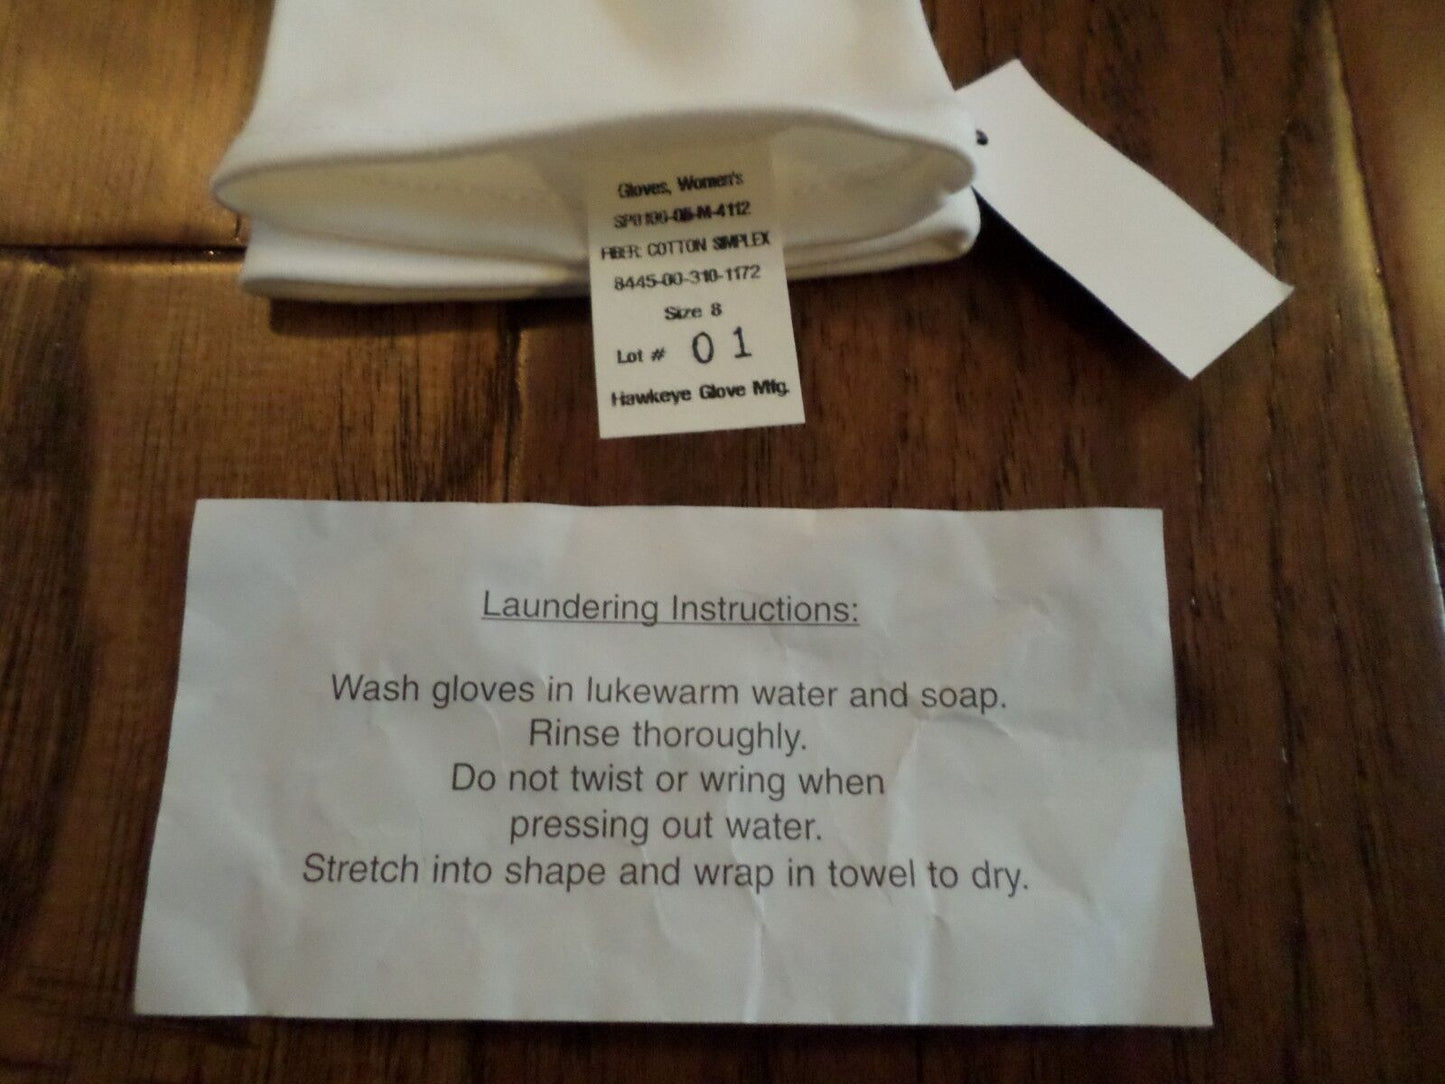 Gloves, Women's
SP0100-05-M-4112
FIBER: COTTON SIMPLEX
8445-00-310-1172
Size 8
Lot # 01
Hawkeye Glove Mfg.
Laundering Instructions:
Wash gloves in lukewarm water and soap.
Rinse thoroughly.
Do not twist or wring when
pressing out water.
Stretch into shape and wrap in towel to dry.